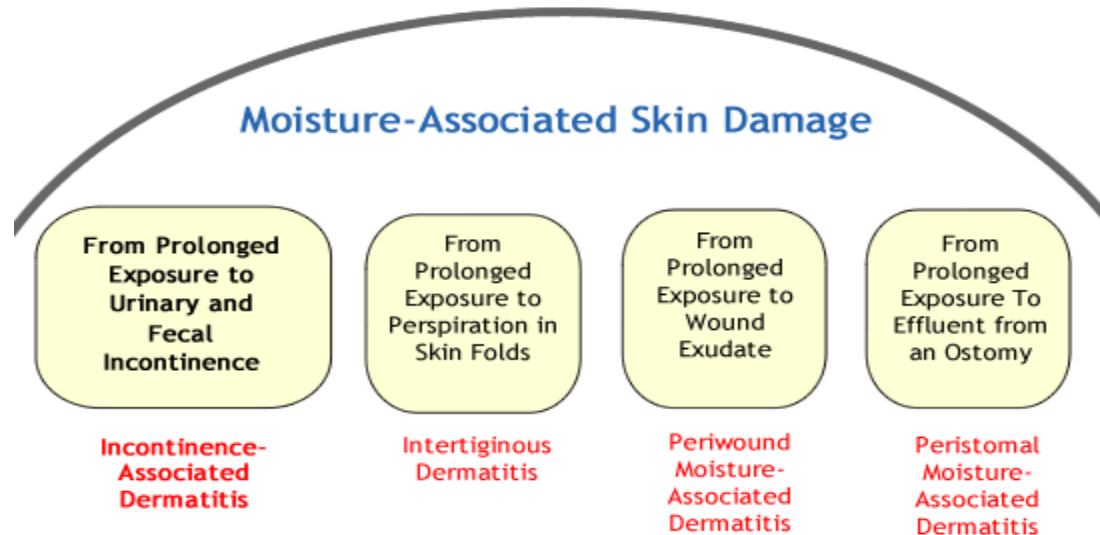 Moisture-Associated Skin Damage
From Prolonged
Exposure to
Urinary and
Fecal
Incontinence
From
Prolonged
Exposure to
Perspiration in
Skin Folds
From
Prolonged
Exposure to
Wound
Exudate
From
Prolonged
Exposure To
Effluent from
an Ostomy
Incontinence-
Associated
Dermatitis
Intertiginous
Dermatitis
Periwound
Moisture-
Associated
Dermatitis
Peristomal
Moisture-
Associated
Dermatitis